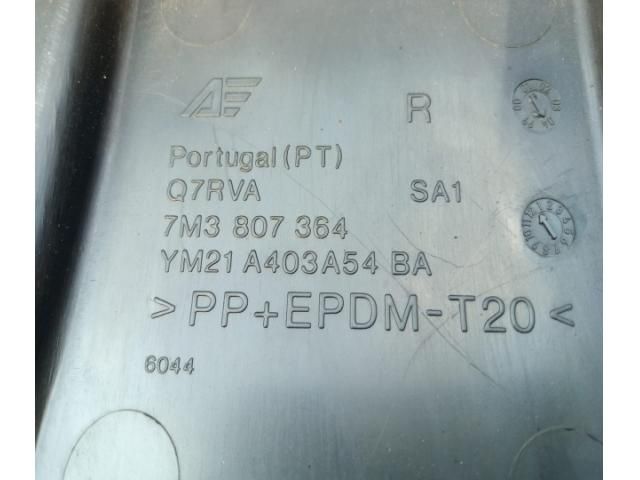 AE R
Portugal(PT)
Q7RVA SA1
7M3 807 364
YM21 A403A54 BA
>PP+EPDM-T20<
6044